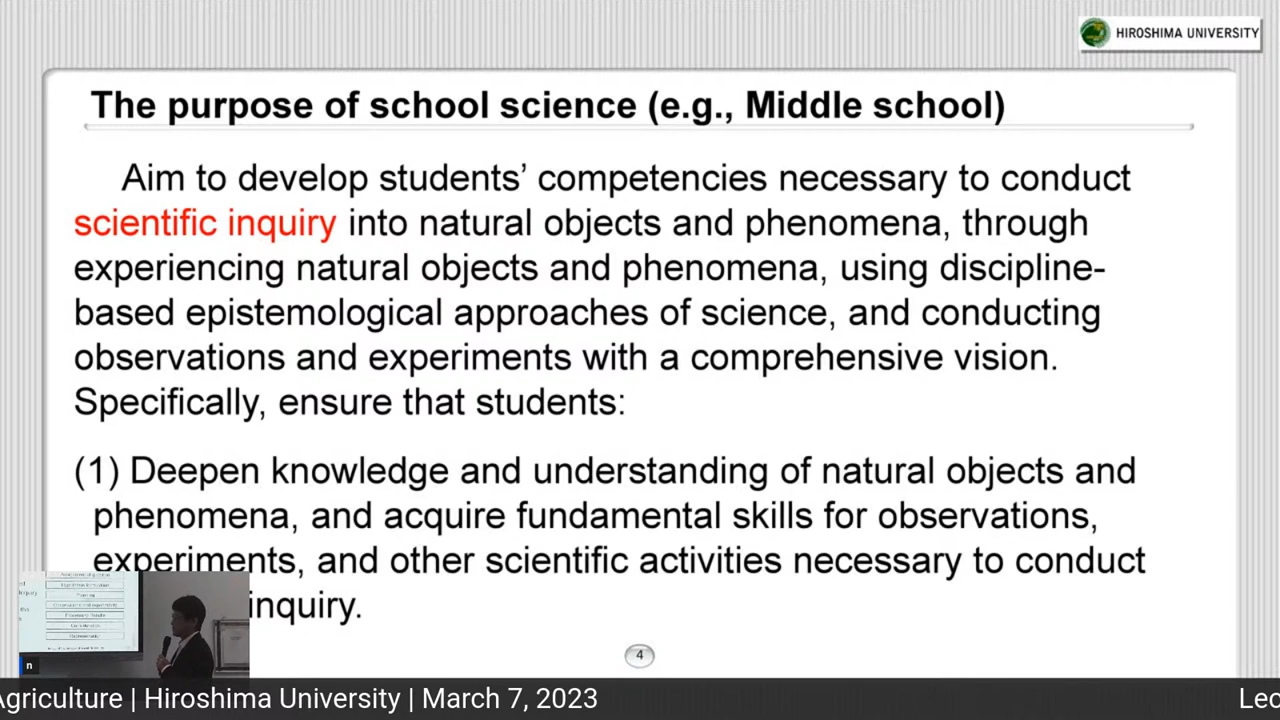 HIROSHIMA UNIVERSITY
The purpose of school science (e.g., Middle school)
Aim to develop students’ competencies necessary to conduct
scientific inquiry into natural objects and phenomena, through
experiencing natural objects and phenomena, using discipline-
based epistemological approaches of science, and conducting
observations and experiments with a comprehensive vision.
Specifically, ensure that students:
(1) Deepen knowledge and understanding of natural objects and
phenomena, and acquire fundamental skills for observations,
experiments, and other scientific activities necessary to conduct
inquiry.
n
4
Agriculture | Hiroshima University | March 7, 2023
Lec